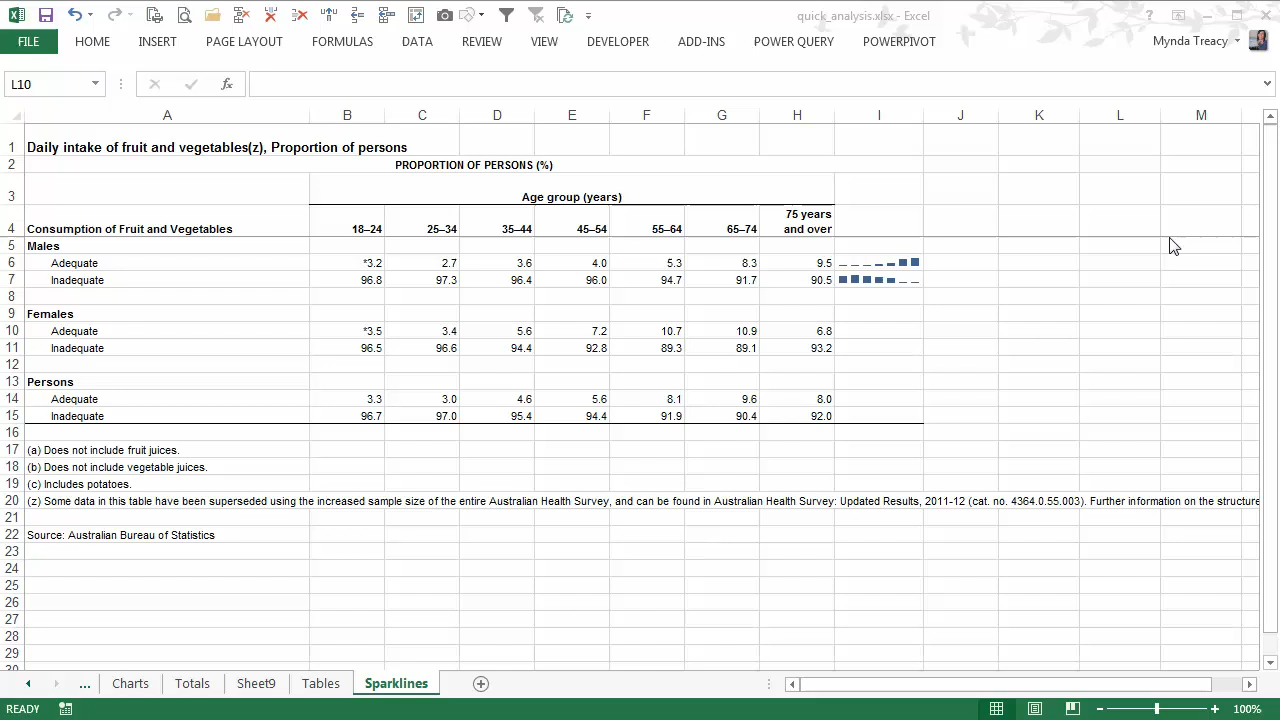 quick_analysis.xlsx - Excel
FILE HOME INSERT PAGE LAYOUT FORMULAS DATA REVIEW VIEW DEVELOPER ADD-INS POWER QUERY POWERPIVOT Mynda Treacy
L10 fx
A B C D E F G H I J K L M
1 Daily intake of fruit and vegetables(z), Proportion of persons
2 PROPORTION OF PERSONS (%)
3 Age group (years)
75 years
4 Consumption of Fruit and Vegetables 18–24 25–34 35–44 45–54 55–64 65–74 and over
5 Males
6 Adequate *3.2 2.7 3.6 4.0 5.3 8.3 9.5
7 Inadequate 96.8 97.3 96.4 96.0 94.7 91.7 90.5
8
9 Females
10 Adequate *3.5 3.4 5.6 7.2 10.7 10.9 6.8
11 Inadequate 96.5 96.6 94.4 92.8 89.3 89.1 93.2
12
13 Persons
14 Adequate 3.3 3.0 4.6 5.6 8.1 9.6 8.0
15 Inadequate 96.7 97.0 95.4 94.4 91.9 90.4 92.0
16
17 (a) Does not include fruit juices.
18 (b) Does not include vegetable juices.
19 (c) Includes potatoes.
20 (z) Some data in this table have been superseded using the increased sample size of the entire Australian Health Survey, and can be found in Australian Health Survey: Updated Results, 2011-12 (cat. no. 4364.0.55.003). Further information on the structure
21
22 Source: Australian Bureau of Statistics
23
24
25
26
27
28
29
30
... Charts Totals Sheet9 Tables Sparklines
READY 100%